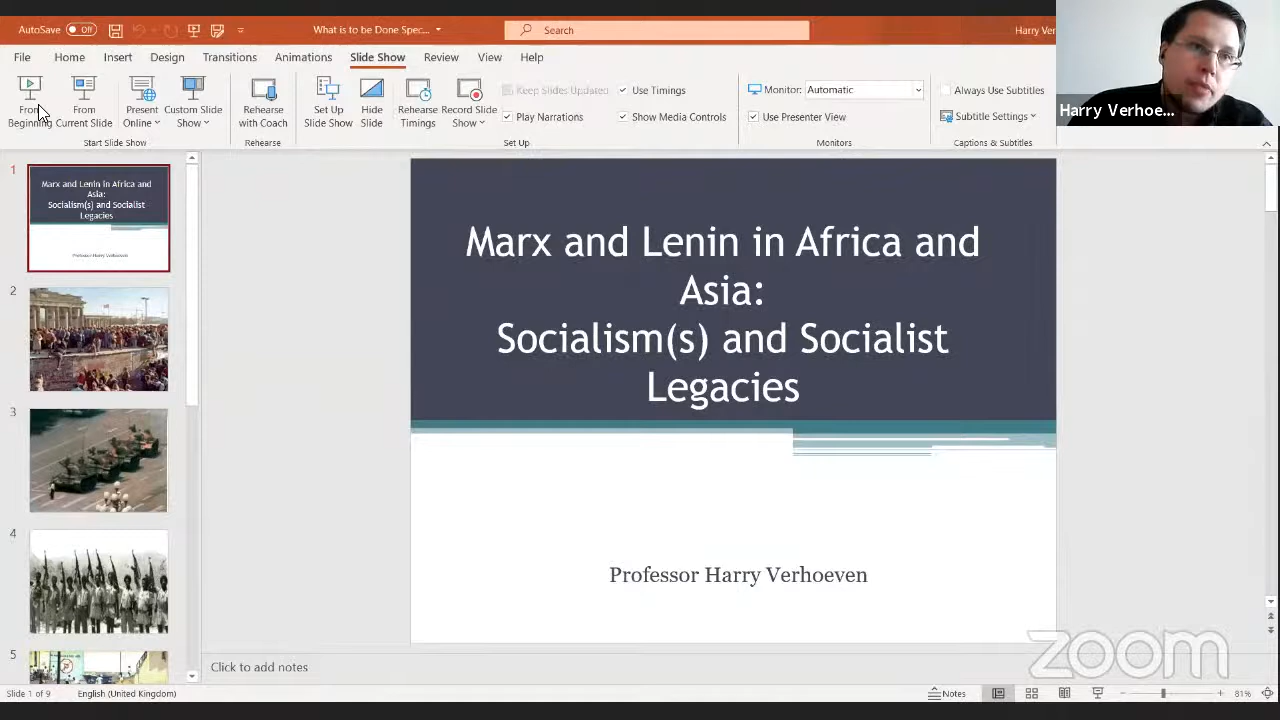 AutoSave Off What is to be Done Spec... Search Harry Ver
File Home Insert Design Transitions Animations Slide Show Review View Help
From Beginning
From Current Slide
Present Online
Custom Slide Show
Rehearse with Coach
Set Up Slide Show
Hide Slide
Rehearse Timings
Record Slide Show
Keep Slides Updated
Use Timings
Play Narrations
Show Media Controls
Monitor: Automatic
Use Presenter View
Always Use Subtitles
Subtitle Settings
Start Slide Show Rehearse Set Up Monitors Captions & Subtitles
Harry Verhoe...
1
Marx and Lenin in Africa and
Asia:
Socialism(s) and Socialist
Legacies
Professor Harry Verhoeven
2
3
4
5
Marx and Lenin in Africa and
Asia:
Socialism(s) and Socialist
Legacies
Professor Harry Verhoeven
zoom
Click to add notes
Slide 1 of 9 English (United Kingdom) Notes 81%